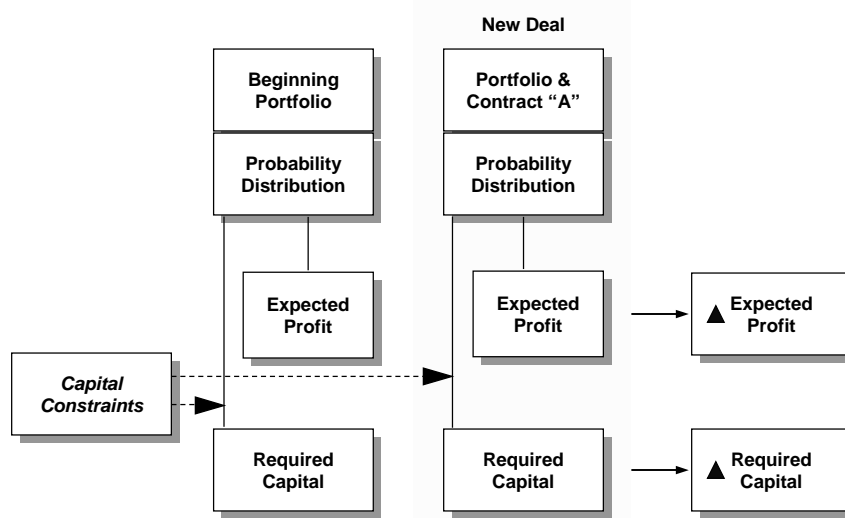 New Deal
Beginning
Portfolio
Portfolio &
Contract “A”
Probability
Distribution
Probability
Distribution
Expected
Profit
Expected
Profit
▲ Expected
Profit
Capital
Constraints
Required
Capital
Required
Capital
▲ Required
Capital